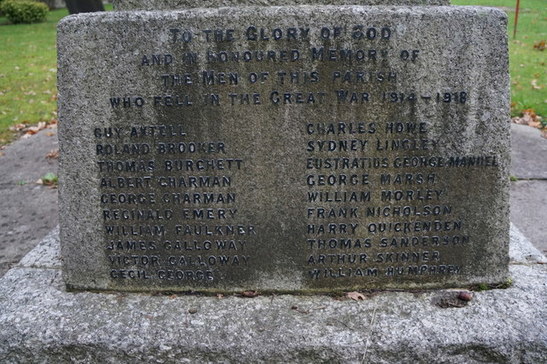 TO THE GLORY OF GOD
AND IN HONOURED MEMORY OF
THE MEN OF THIS PARISH
WHO FELL IN THE GREAT WAR 1914 - 1918
GUY AXTELL
ROLAND BROOKER
THOMAS BURCHETT
ALBERT CHARMAN
GEORGE CHARMAN
REGINALD EMERY
WILLIAM FAULKNER
JAMES GALLOWAY
VICTOR GALLOWAY
CECIL GEORGE
CHARLES HOWE
SYDNEY LINGLEY
EUSTRATIUS GEORGE MANUEL
GEORGE MARSH
WILLIAM MORLEY
FRANK NICHOLSON
HARRY QUICKENDEN
THOMAS SANDERSON
ARTHUR SKINNER
WILLIAM HUMPHREY